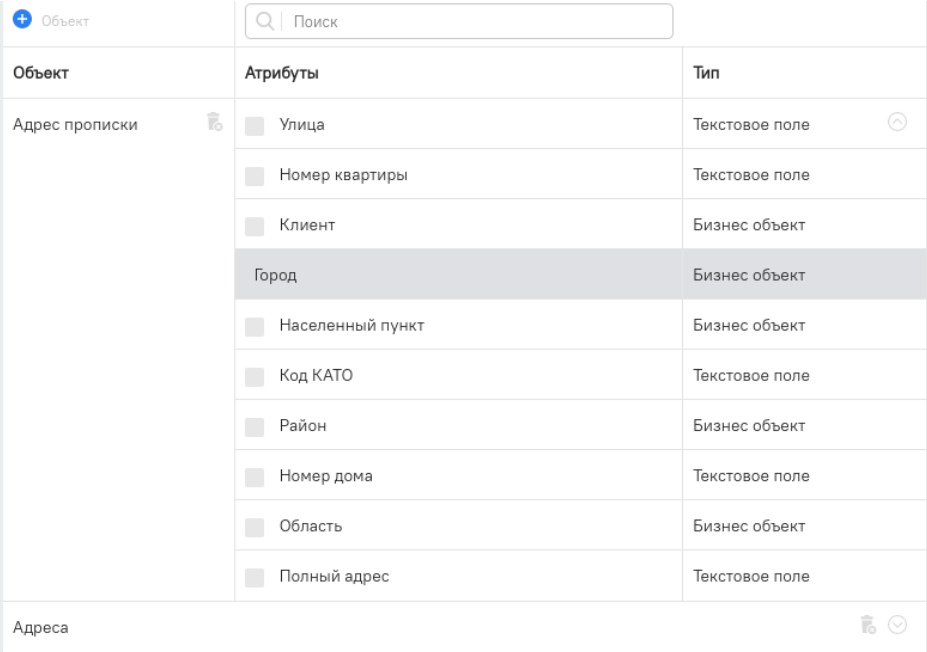 Объект
Поиск
Объект Атрибуты Тип
Адрес прописки Улица Текстовое поле
Номер квартиры Текстовое поле
Клиент Бизнес объект
Город Бизнес объект
Населенный пункт Бизнес объект
Код КАТО Текстовое поле
Район Бизнес объект
Номер дома Текстовое поле
Область Бизнес объект
Полный адрес Текстовое поле
Адреса